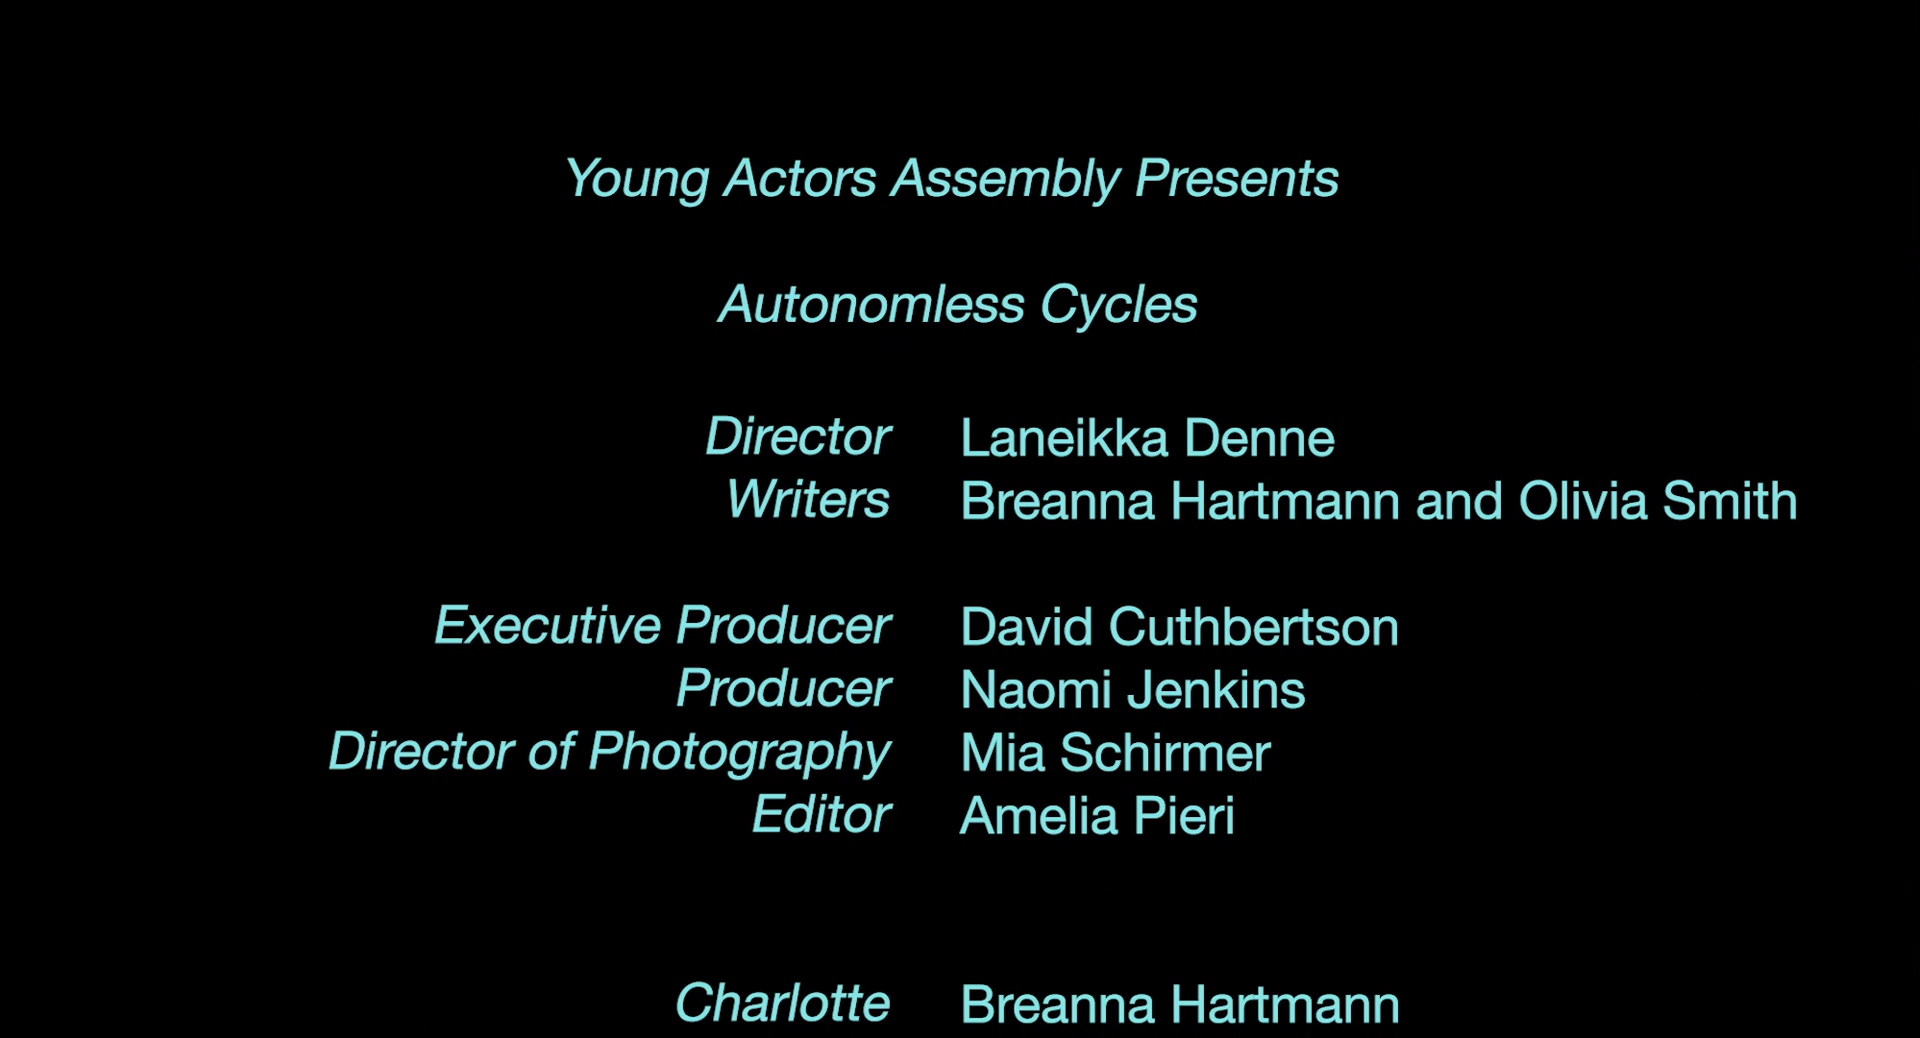 Young Actors Assembly Presents
Autonomless Cycles
Director Laneikka Denne
Writers Breanna Hartmann and Olivia Smith
Executive Producer David Cuthbertson
Producer Naomi Jenkins
Director of Photography Mia Schirmer
Editor Amelia Pieri
Charlotte Breanna Hartmann